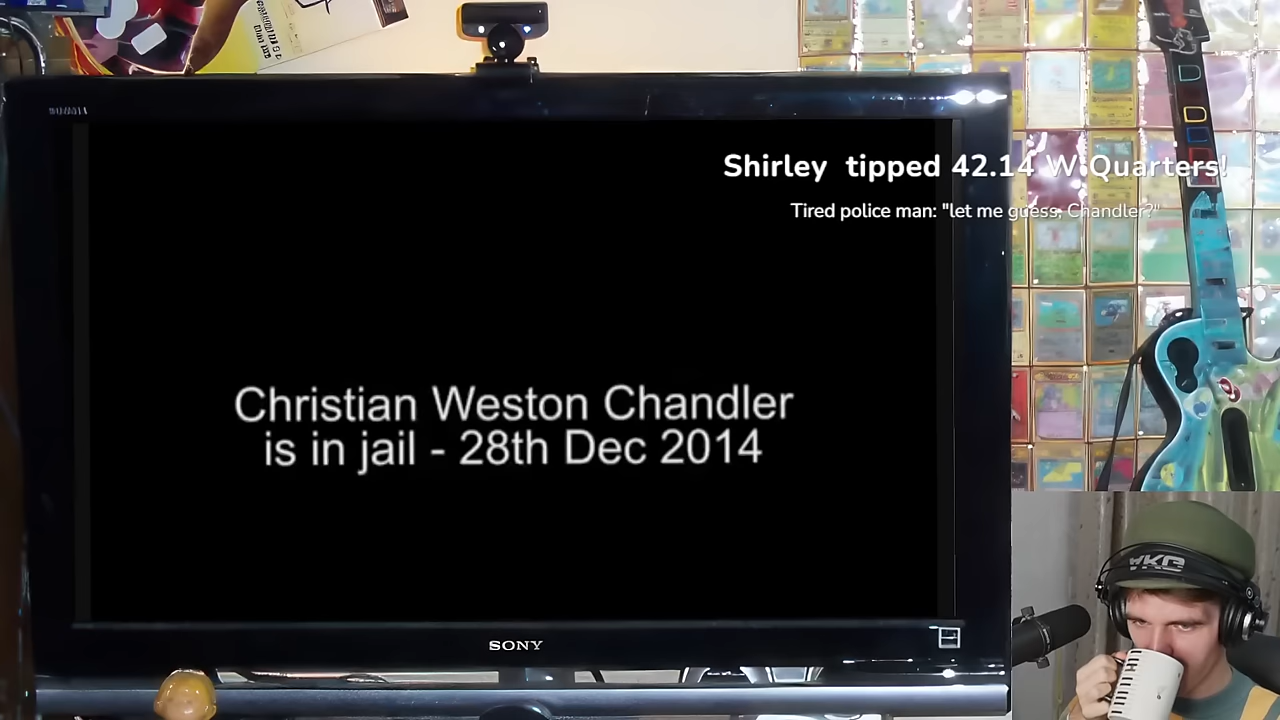 Shirley tipped 42.14 W Quarters!
Tired police man: "let me guess, Chandler?"
Christian Weston Chandler
is in jail - 28th Dec 2014
SONY
AKG